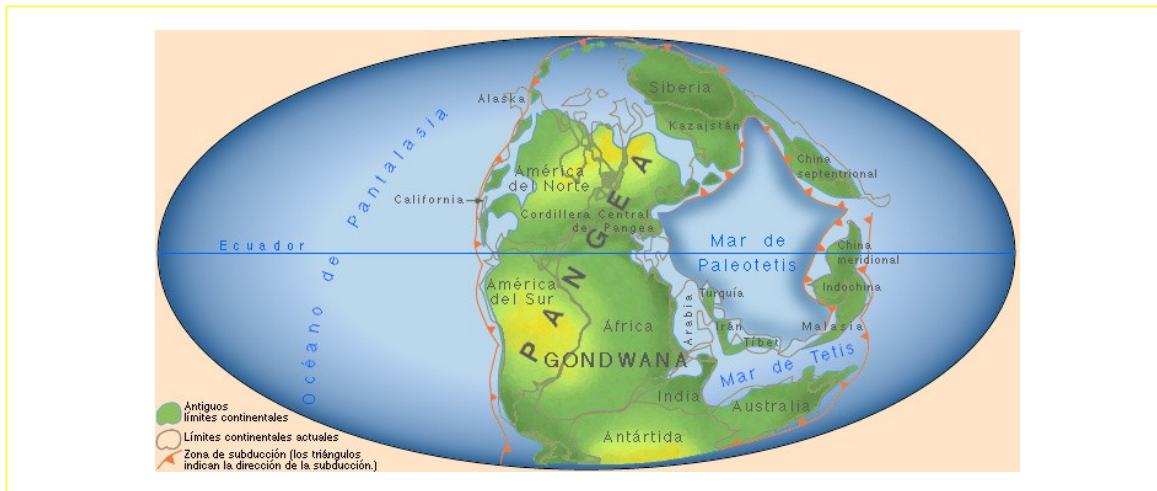 Siberia
Alaska
Kazajstán
China
septentrional
América
del Norte
California
Cordillera Central
de Pangea
PANGEA
Océano de Pantalasia
Ecuador
Mar de
Paleotetis
China
meridional
Indochina
América
del Sur
Turquía
Arabia
África
Irán
Malasia
Tíbet
GONDWANA
Mar de Tetis
India
Australia
Antártida
Antiguos
límites continentales
Límites continentales actuales
Zona de subducción (los triángulos
indican la dirección de la subducción.)